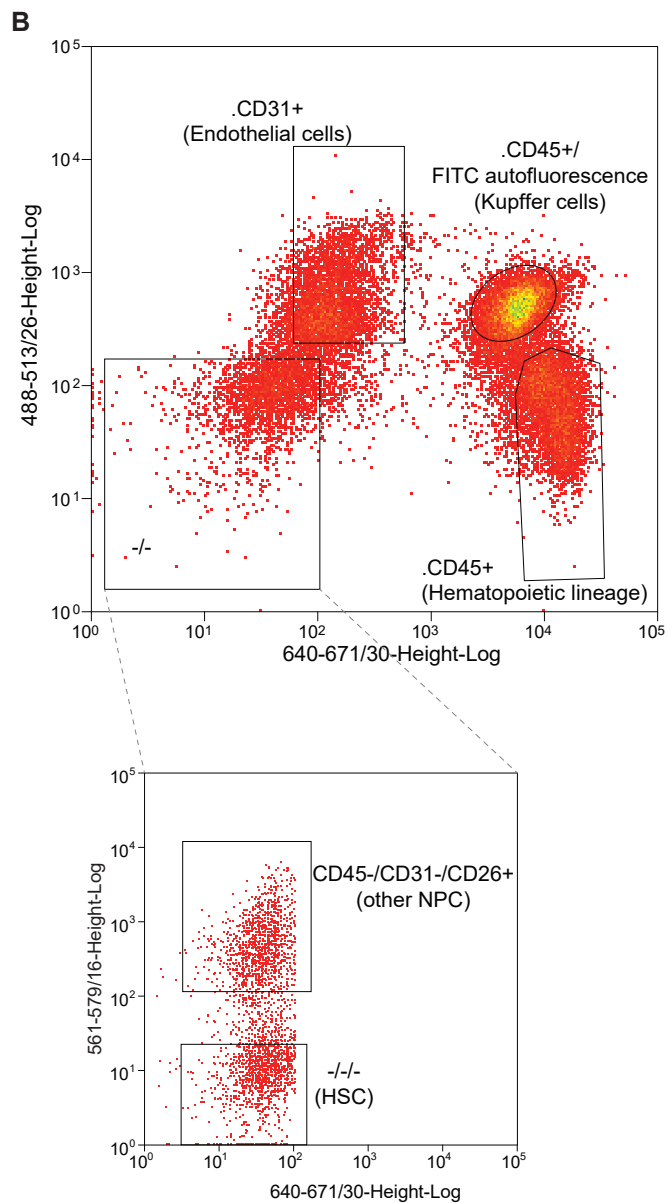 B
10⁵
.CD31+
(Endothelial cells)
.CD45+/
FITC autofluorescence
(Kupffer cells)
10⁴
10³
10²
10¹
10⁰
488-513/26-Height-Log
-/-
.CD45+
(Hematopoietic lineage)
10⁰ 10¹ 10² 10³ 10⁴ 10⁵
640-671/30-Height-Log
10⁵
10⁴
10³
10²
10¹
10⁰
561-579/16-Height-Log
CD45-/CD31-/CD26+
(other NPC)
-/-/-
(HSC)
10⁰ 10¹ 10² 10³ 10⁴ 10⁵
640-671/30-Height-Log